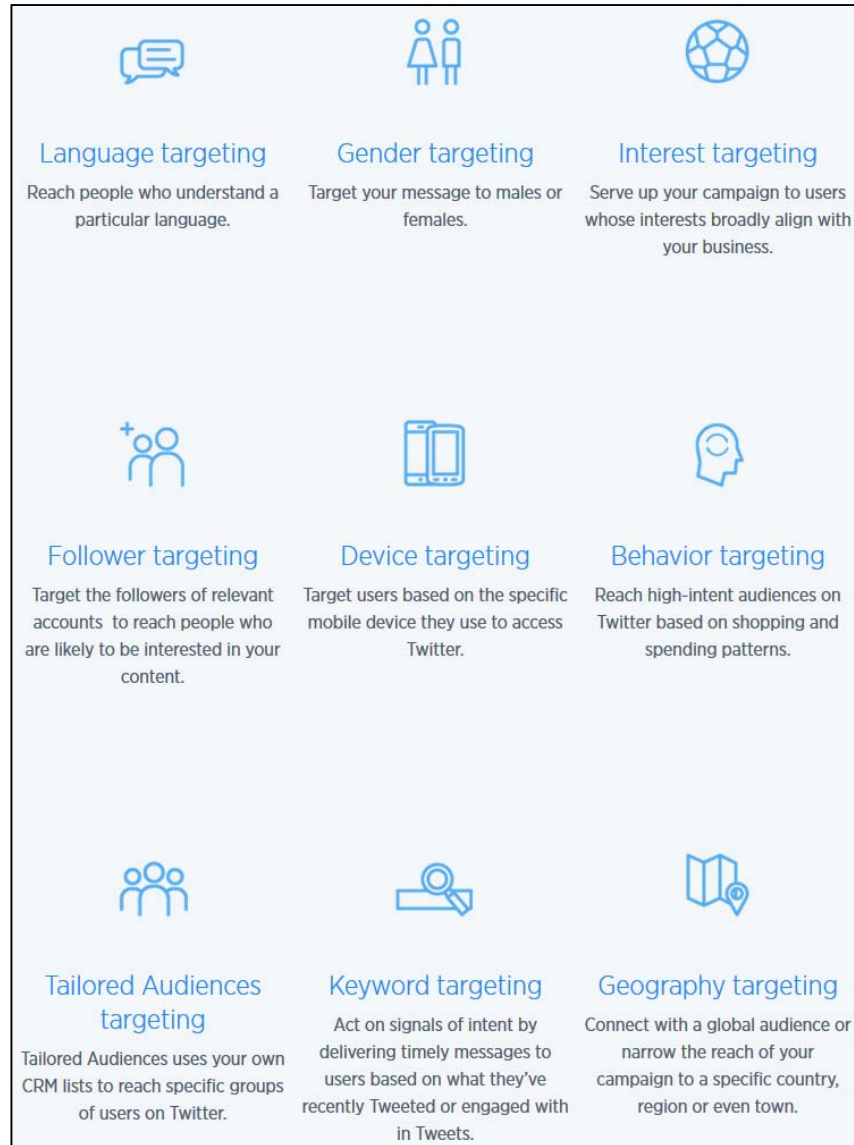 Language targeting
Reach people who understand a
particular language.
Gender targeting
Target your message to males or
females.
Interest targeting
Serve up your campaign to users
whose interests broadly align with
your business.
Follower targeting
Target the followers of relevant
accounts to reach people who
are likely to be interested in your
content.
Device targeting
Target users based on the specific
mobile device they use to access
Twitter.
Behavior targeting
Reach high-intent audiences on
Twitter based on shopping and
spending patterns.
Tailored Audiences
targeting
Tailored Audiences uses your own
CRM lists to reach specific groups
of users on Twitter.
Keyword targeting
Act on signals of intent by
delivering timely messages to
users based on what they've
recently Tweeted or engaged with
in Tweets.
Geography targeting
Connect with a global audience or
narrow the reach of your
campaign to a specific country,
region or even town.